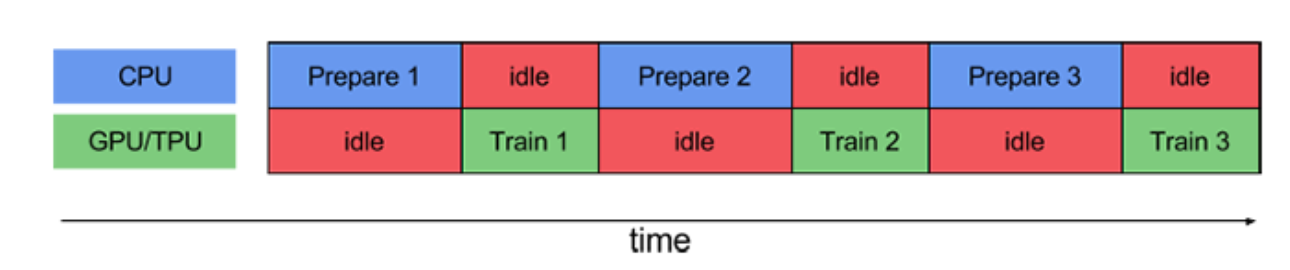 CPU Prepare 1 idle Prepare 2 idle Prepare 3 idle
GPU/TPU idle Train 1 idle Train 2 idle Train 3
time